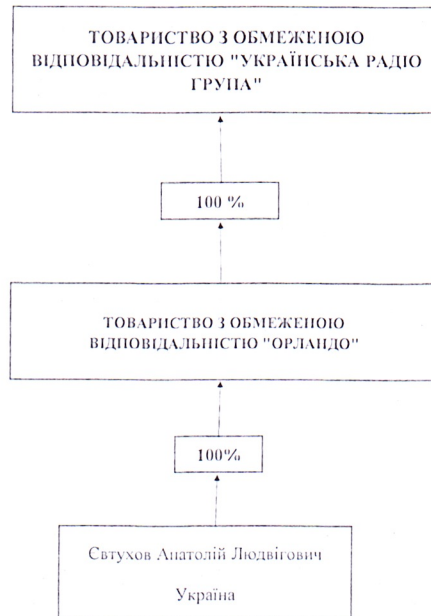 ТОВАРИСТВО З ОБМЕЖЕНОЮ
ВІДПОВІДАЛЬНІСТЮ "УКРАЇНСЬКА РАДІО
ГРУПА"
100 %
ТОВАРИСТВО З ОБМЕЖЕНОЮ
ВІДПОВІДАЛЬНІСТЮ "ОРЛАНДО"
100%
Євтухов Анатолій Людвігович
Україна